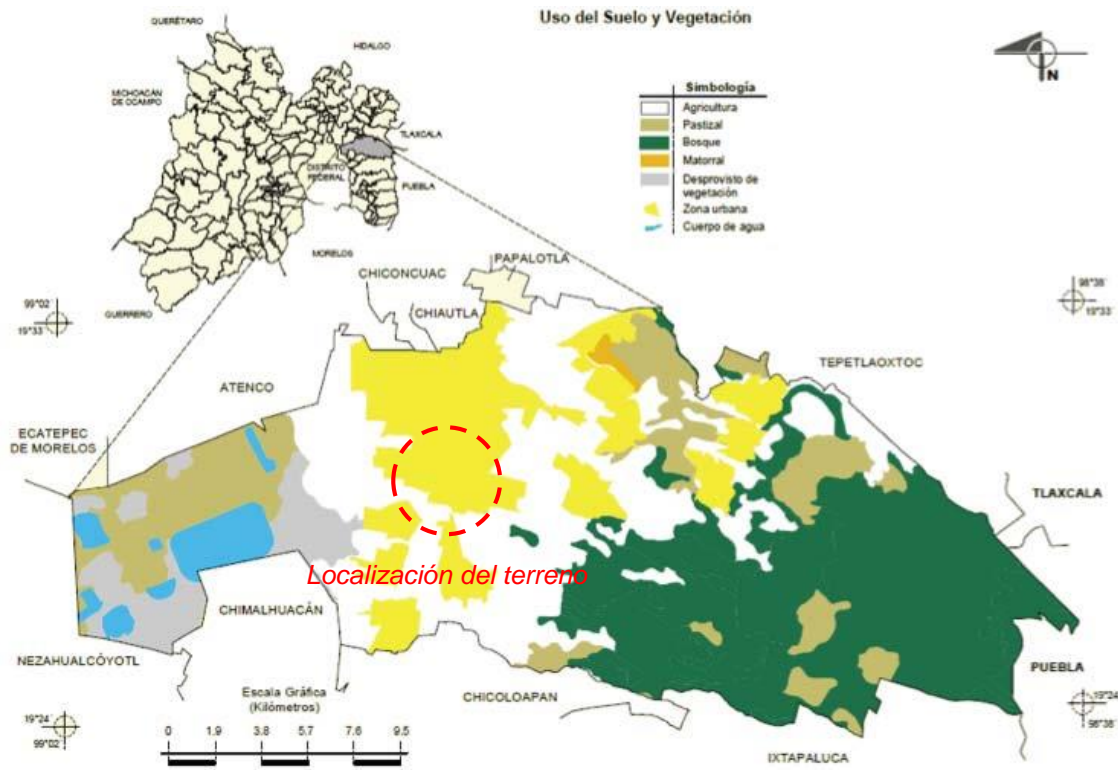 Uso del Suelo y Vegetación
QUERÉTARO
HIDALGO
MICHOACÁN
DE OCAMPO
TLAXCALA
DISTRITO
FEDERAL
PUEBLA
MORELOS
GUERRERO
N
Simbología
Agricultura
Pastizal
Bosque
Matorral
Desprovisto de
vegetación
Zona urbana
Cuerpo de agua
PAPALOTLA
CHICONCUAC
CHIAUTLA
99°02´
19°33´
98°38´
19°33´
TEPETLAOXTOC
ATENCO
ECATEPEC
DE MORELOS
TLAXCALA
Localización del terreno
CHIMALHUACÁN
NEZAHUALCÓYOTL
PUEBLA
CHICOLOAPAN
Escala Gráfica
(Kilómetros)
0 1.9 3.8 5.7 7.6 9.5
19°24´
99°02´
19°24´
98°38´
IXTAPALUCA